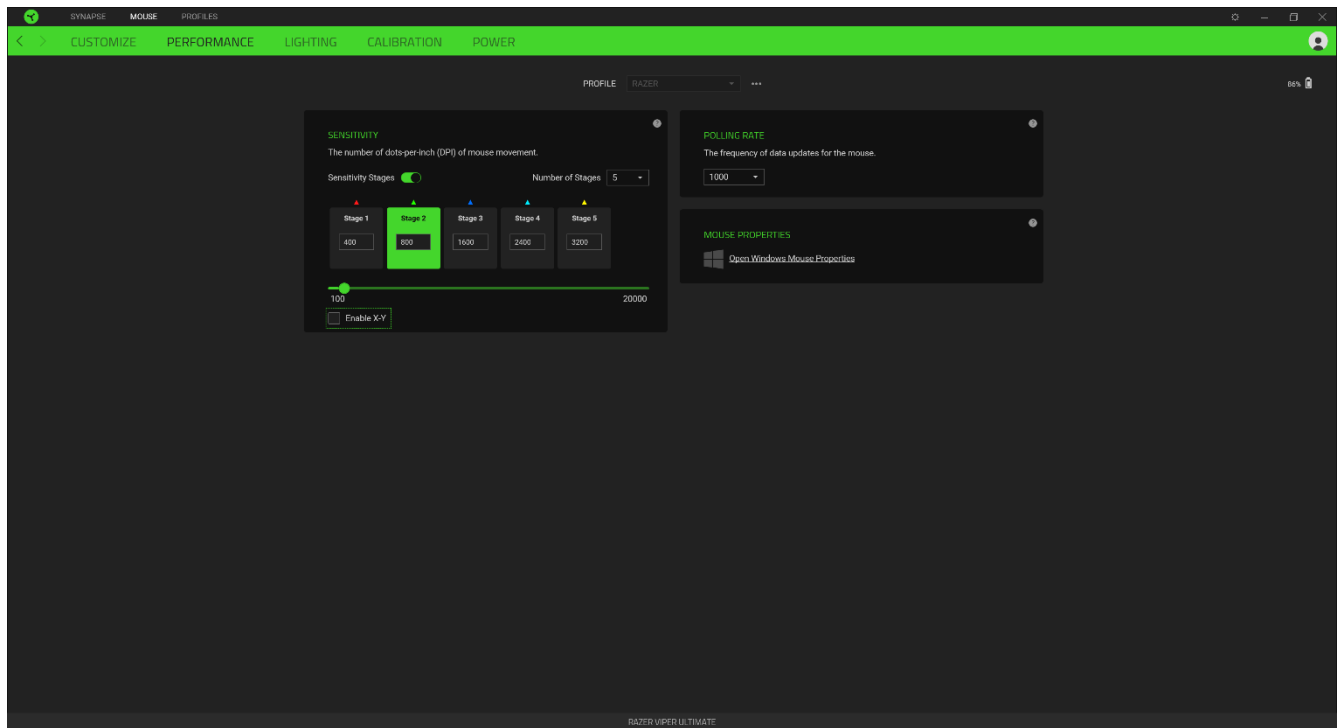 SYNAPSE MOUSE PROFILES
CUSTOMIZE PERFORMANCE LIGHTING CALIBRATION POWER
PROFILE RAZER
86%
SENSITIVITY
The number of dots-per-inch (DPI) of mouse movement.
Sensitivity Stages Number of Stages 5
Stage 1 Stage 2 Stage 3 Stage 4 Stage 5
400 800 1600 2400 3200
100 20000
Enable X-Y
POLLING RATE
The frequency of data updates for the mouse.
1000
MOUSE PROPERTIES
Open Windows Mouse Properties
RAZER VIPER ULTIMATE